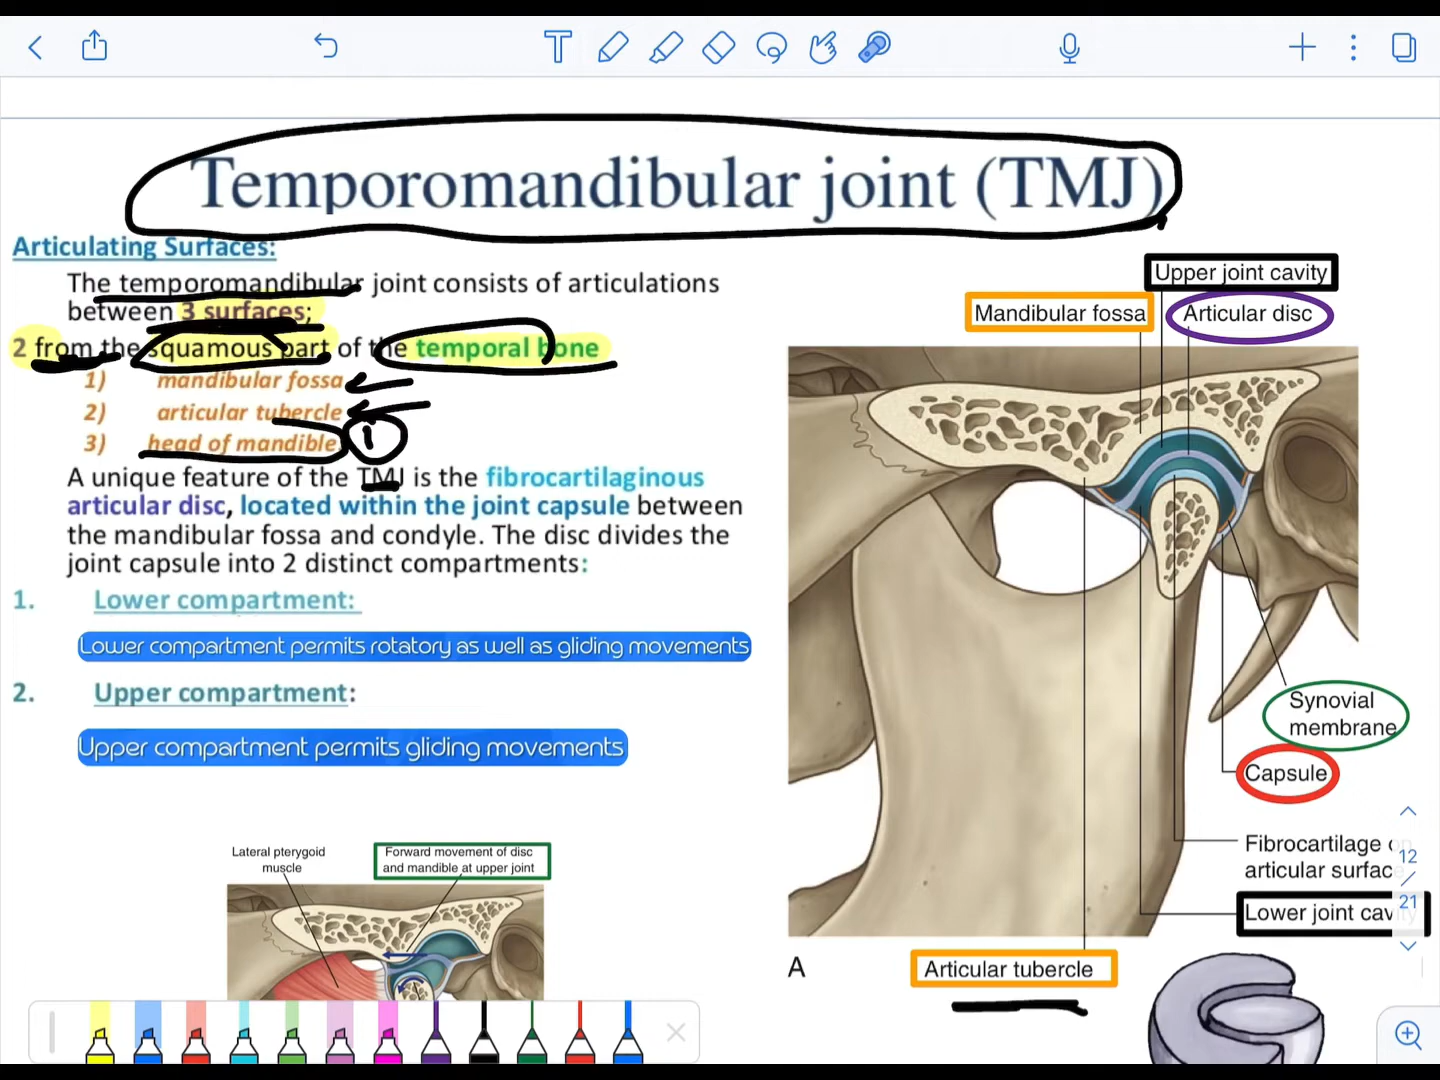 Temporomandibular joint (TMJ)
Articulating Surfaces:
The temporomandibular joint consists of articulations
between 3 surfaces;
2 from the squamous part of the temporal bone
1) mandibular fossa
2) articular tubercle
3) head of mandible 1
A unique feature of the TMJ is the fibrocartilaginous
articular disc, located within the joint capsule between
the mandibular fossa and condyle. The disc divides the
joint capsule into 2 distinct compartments:
1. Lower compartment:
Lower compartment permits rotatory as well as gliding movements
2. Upper compartment:
Upper compartment permits gliding movements
Lateral pterygoid
muscle
Forward movement of disc
and mandible at upper joint
Upper joint cavity
Mandibular fossa
Articular disc
Synovial
membrane
Capsule
Fibrocartilage
articular surfac
Lower joint cav
Articular tubercle
A
12
/
21